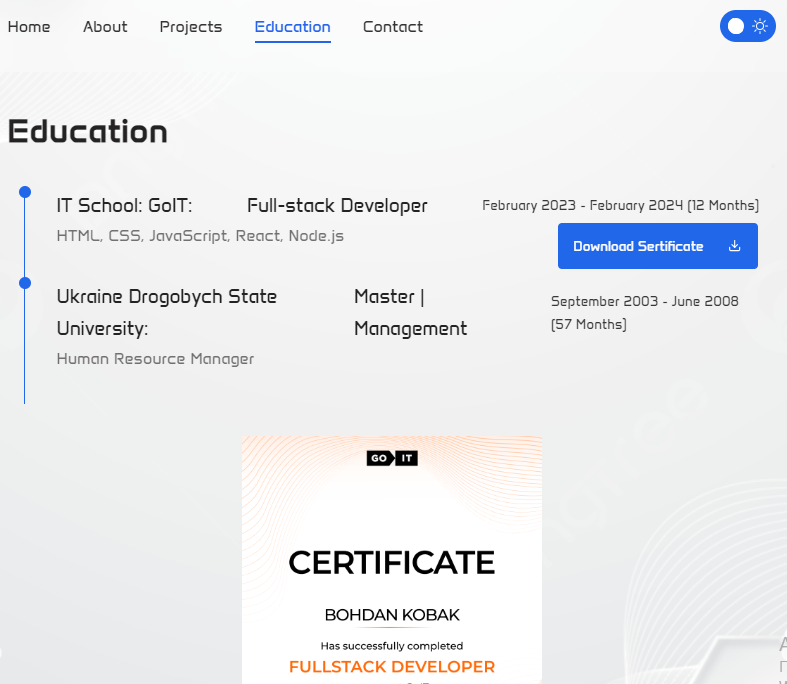 Home About Projects Education Contact
Education
IT School: GoIT: Full-stack Developer February 2023 - February 2024 (12 Months)
HTML, CSS, JavaScript, React, Node.js
Download Sertificate
Ukraine Drogobych State
University:
Master |
Management
September 2003 - June 2008
(57 Months)
Human Resource Manager
GO IT
CERTIFICATE
BOHDAN KOBAK
Has successfully completed
FULLSTACK DEVELOPER